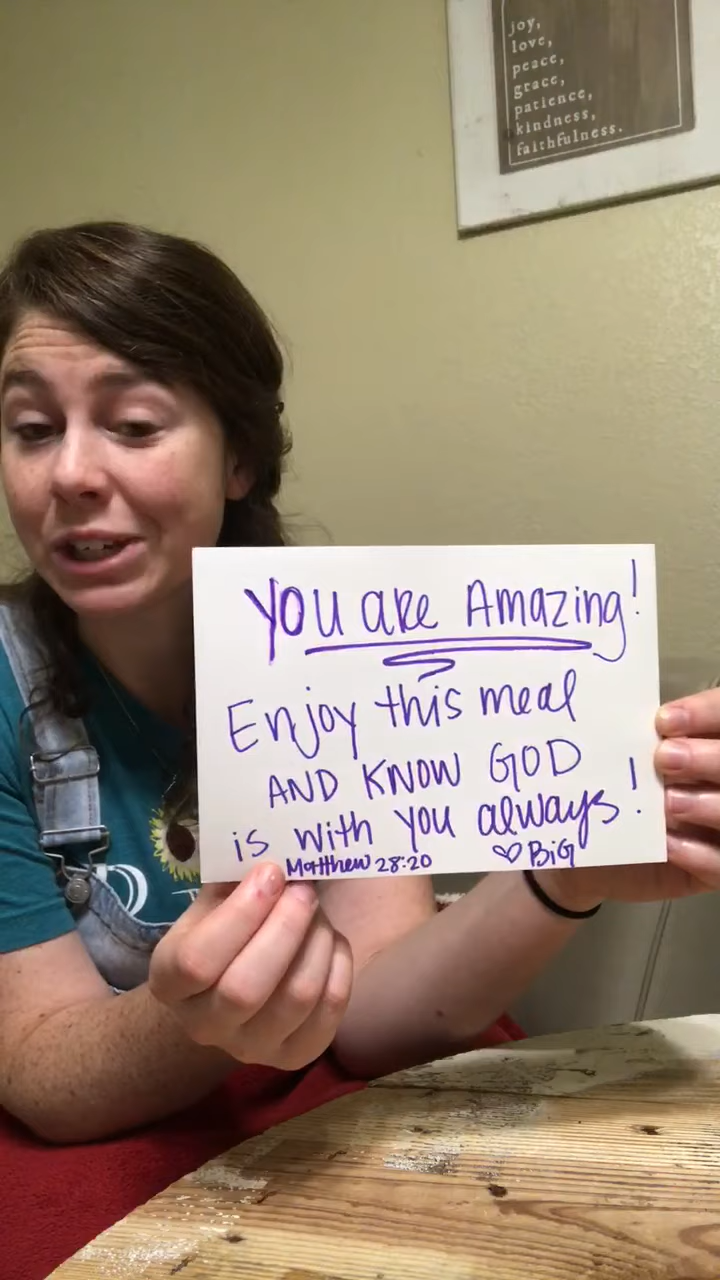 joy,
love,
peace,
grace,
patience,
kindness,
faithfulness.
YOU aRe Amazing!
Enjoy this meal
AND KNOW GOD
is with you always!
Matthew 28:20 ♡ BiG